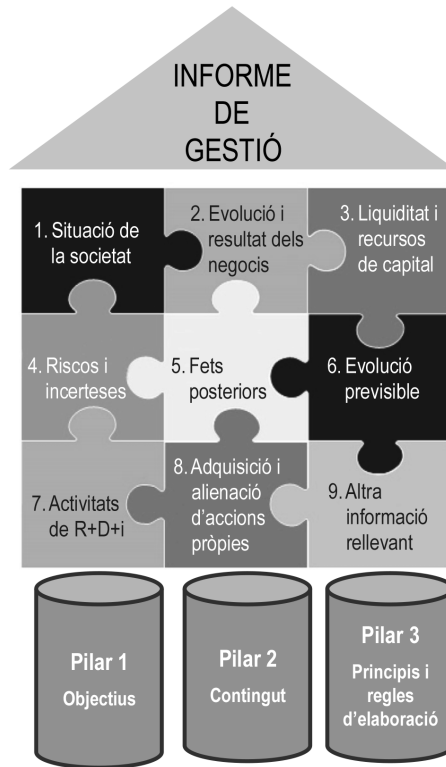 INFORME
DE
GESTIÓ
1. Situació de
la societat
2. Evolució i
resultat dels
negocis
3. Liquiditat i
recursos
de capital
4. Riscos i
incerteses
5. Fets
posteriors
6. Evolució
previsible
7. Activitats
de R+D+i
8. Adquisició i
alienació
d'accions
pròpies
9. Altra
informació
rellevant
Pilar 1
Objectius
Pilar 2
Contingut
Pilar 3
Principis i
regles
d'elaboració